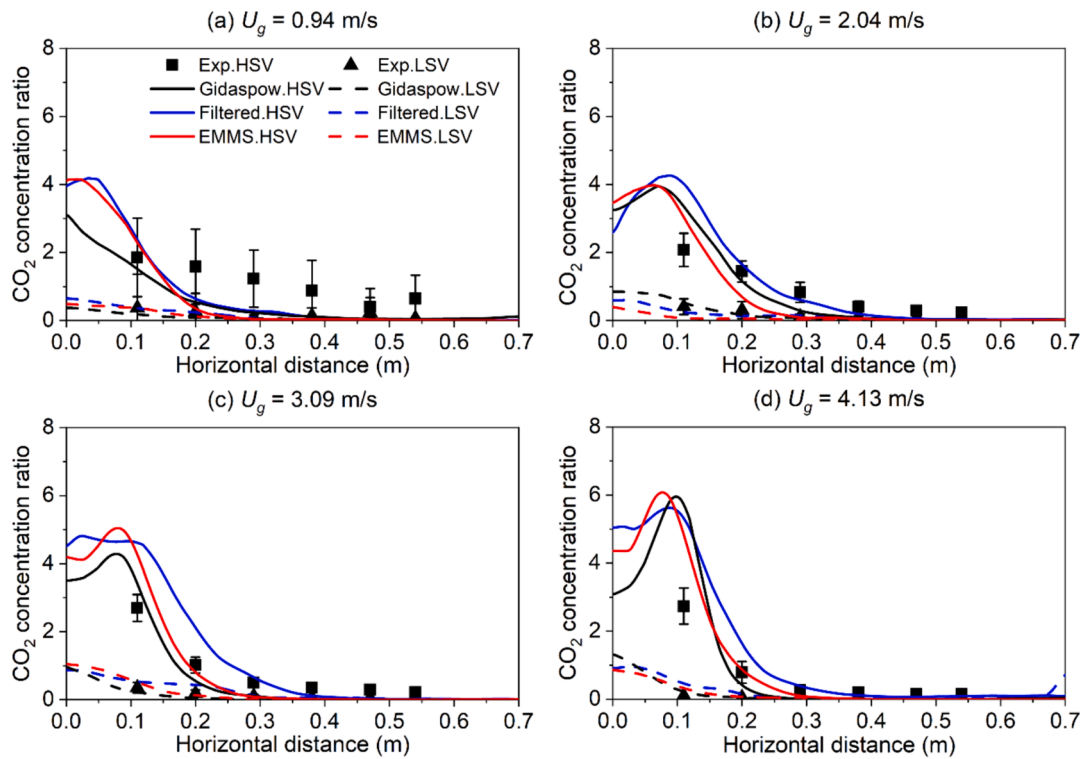 (a) Ug = 0.94 m/s
CO2 concentration ratio
8
6
4
2
0
Exp.HSV Exp.LSV
Gidaspow.HSV Gidaspow.LSV
Filtered.HSV Filtered.LSV
EMMS.HSV EMMS.LSV
0.0 0.1 0.2 0.3 0.4 0.5 0.6 0.7
Horizontal distance (m)
(b) Ug = 2.04 m/s
CO2 concentration ratio
8
6
4
2
0
0.0 0.1 0.2 0.3 0.4 0.5 0.6 0.7
Horizontal distance (m)
(c) Ug = 3.09 m/s
CO2 concentration ratio
8
6
4
2
0
0.0 0.1 0.2 0.3 0.4 0.5 0.6 0.7
Horizontal distance (m)
(d) Ug = 4.13 m/s
CO2 concentration ratio
8
6
4
2
0
0.0 0.1 0.2 0.3 0.4 0.5 0.6 0.7
Horizontal distance (m)